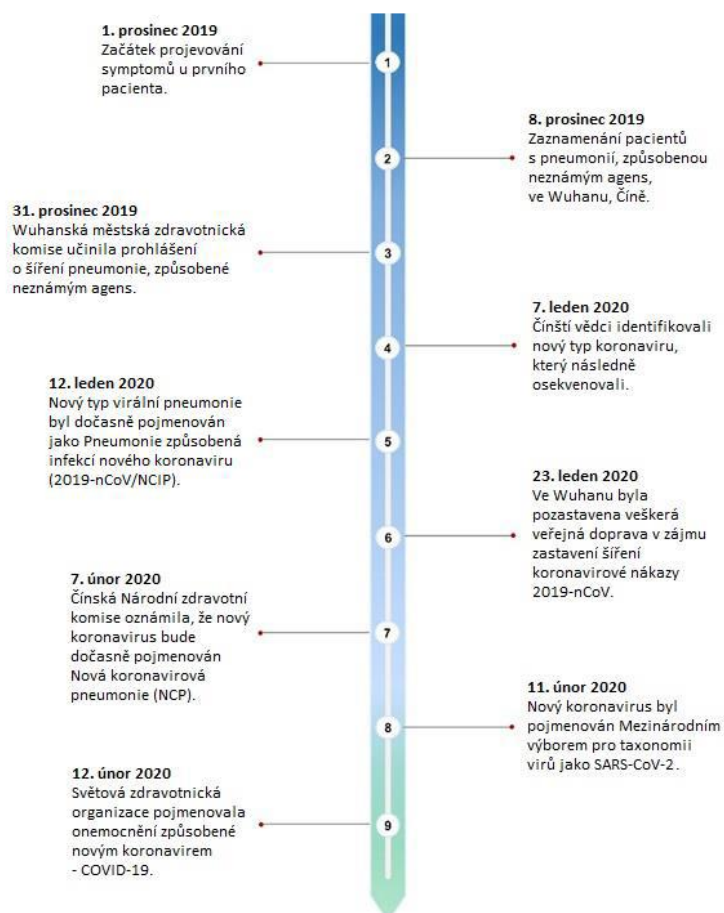 1. prosinec 2019
Začátek projevování
symptomů u prvního
pacienta.
1
8. prosinec 2019
Zaznamenání pacientů
s pneumonií, způsobenou
neznámým agens,
ve Wuhanu, Číně.
2
31. prosinec 2019
Wuhanská městská zdravotnická
komise učinila prohlášení
o šíření pneumonie, způsobené
neznámým agens.
3
7. leden 2020
Čínští vědci identifikovali
nový typ koronaviru,
který následně
osekvenovali.
4
12. leden 2020
Nový typ virální pneumonie
byl dočasně pojmenován
jako Pneumonie způsobená
infekcí nového koronaviru
(2019-nCoV/NCIP).
5
23. leden 2020
Ve Wuhanu byla
pozastavena veškerá
veřejná doprava v zájmu
zastavení šíření
koronavirové nákazy
2019-nCoV.
6
7. únor 2020
Čínská Národní zdravotní
komise oznámila, že nový
koronavirus bude
dočasně pojmenován
Nová koronavirová
pneumonie (NCP).
7
11. únor 2020
Nový koronavirus byl
pojmenován Mezinárodním
výborem pro taxonomii
virů jako SARS-CoV-2.
8
12. únor 2020
Světová zdravotnická
organizace pojmenovala
onemocnění způsobené
novým koronavirem
- COVID-19.
9